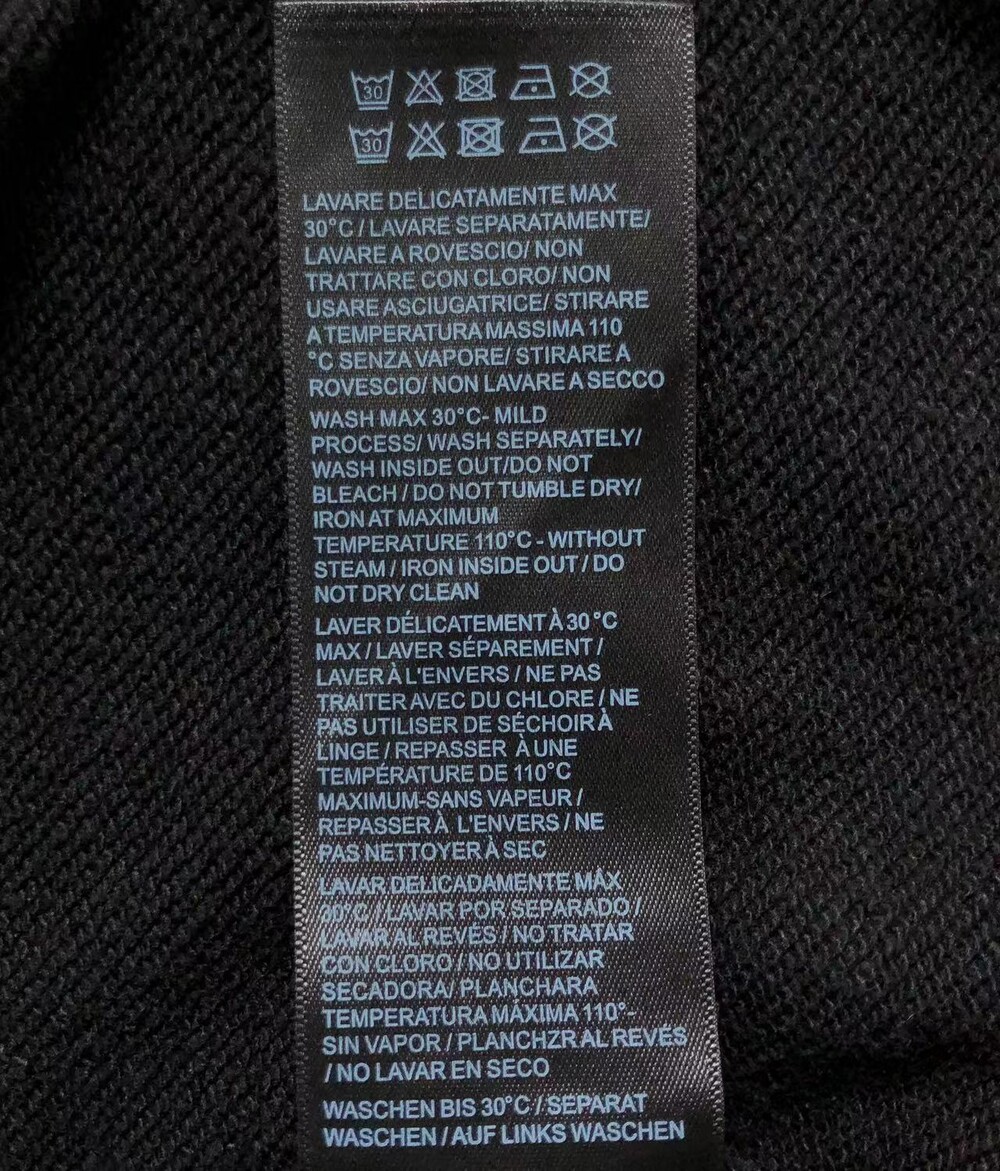 30
30
LAVARE DELICATAMENTE MAX
30°C / LAVARE SEPARATAMENTE/
LAVARE A ROVESCIO/ NON
TRATTARE CON CLORO/ NON
USARE ASCIUGATRICE/ STIRARE
A TEMPERATURA MASSIMA 110
°C SENZA VAPORE/ STIRARE A
ROVESCIO/ NON LAVARE A SECCO
WASH MAX 30°C- MILD
PROCESS/ WASH SEPARATELY/
WASH INSIDE OUT/DO NOT
BLEACH / DO NOT TUMBLE DRY/
IRON AT MAXIMUM
TEMPERATURE 110°C - WITHOUT
STEAM / IRON INSIDE OUT / DO
NOT DRY CLEAN
LAVER DÉLICATEMENT À 30 °C
MAX / LAVER SÉPAREMENT /
LAVER À L'ENVERS / NE PAS
TRAITER AVEC DU CHLORE / NE
PAS UTILISER DE SÉCHOIR À
LINGE / REPASSER À UNE
TEMPÉRATURE DE 110°C
MAXIMUM-SANS VAPEUR /
REPASSER À L'ENVERS / NE
PAS NETTOYER À SEC
LAVAR DELICADAMENTE MÁX
30°C / LAVAR POR SEPARADO /
LAVAR AL REVÉS / NO TRATAR
CON CLORO / NO UTILIZAR
SECADORA/ PLANCHARA
TEMPERATURA MÁXIMA 110°-
SIN VAPOR / PLANCHZR AL REVÉS
/ NO LAVAR EN SECO
WASCHEN BIS 30°C / SEPARAT
WASCHEN / AUF LINKS WASCHEN